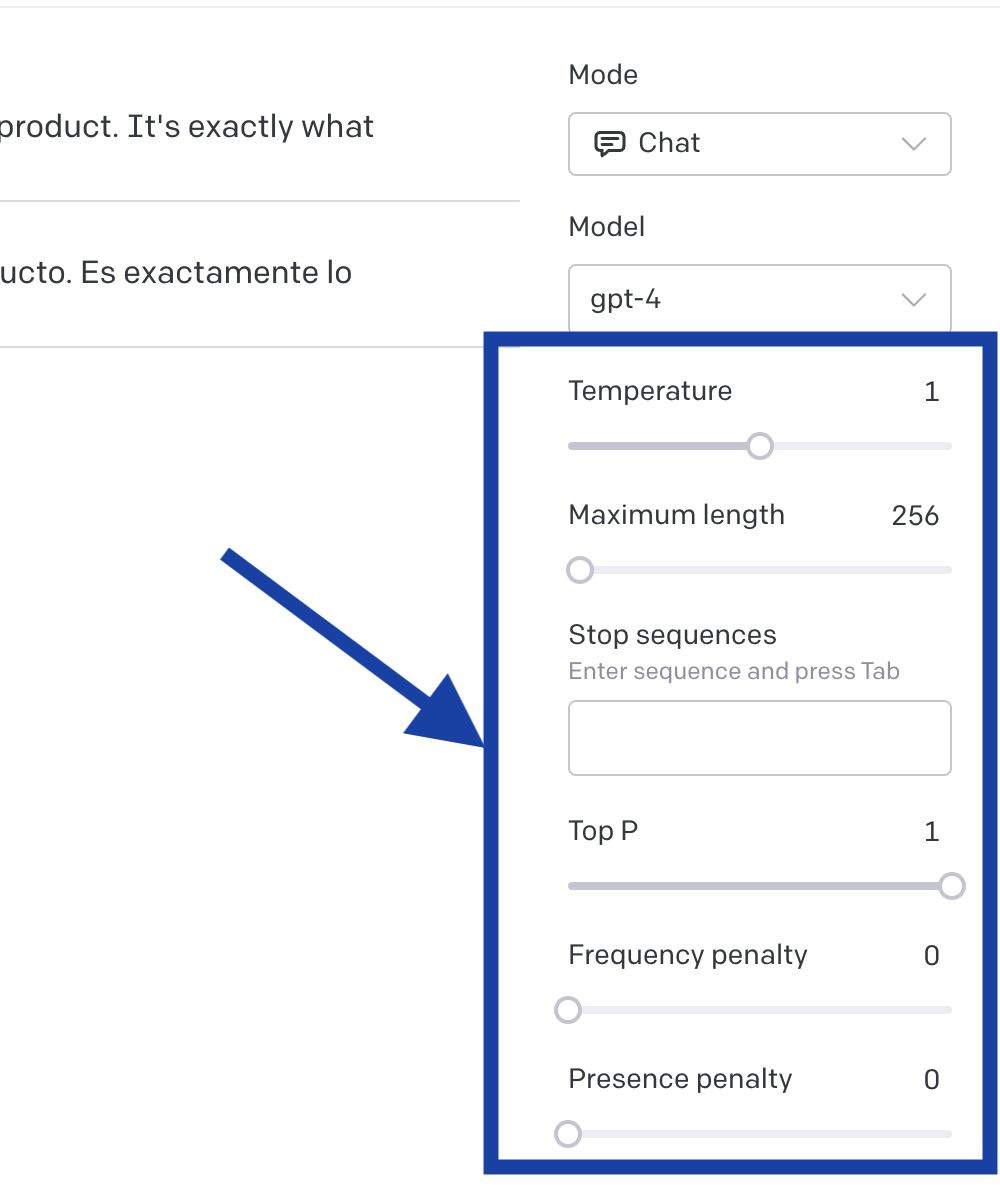 product. It's exactly what
ucto. Es exactamente lo
Mode
Chat
Model
gpt-4
Temperature 1
Maximum length 256
Stop sequences
Enter sequence and press Tab
Top P 1
Frequency penalty 0
Presence penalty 0